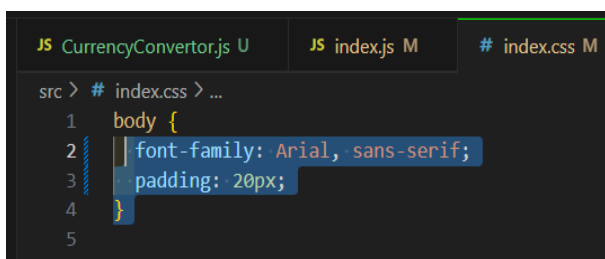 JS CurrencyConvertor.js U JS index.js M # index.css M
src > # index.css > ...
1 body {
2 font-family: Arial, sans-serif;
3 padding: 20px;
4 }
5